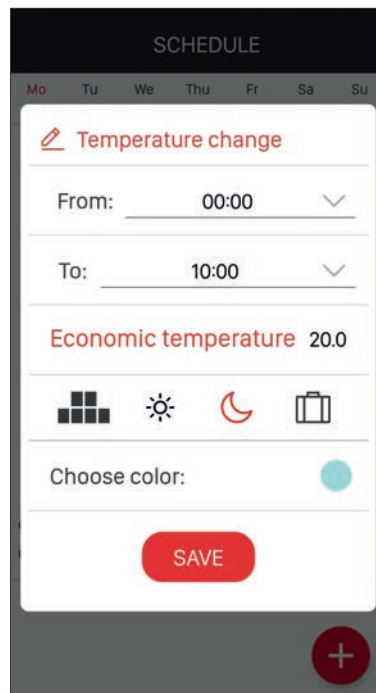 SCHEDULE
Mo Tu We Thu Fr Sa Su
Temperature change
From: 00:00
To: 10:00
Economic temperature 20.0
Choose color:
SAVE